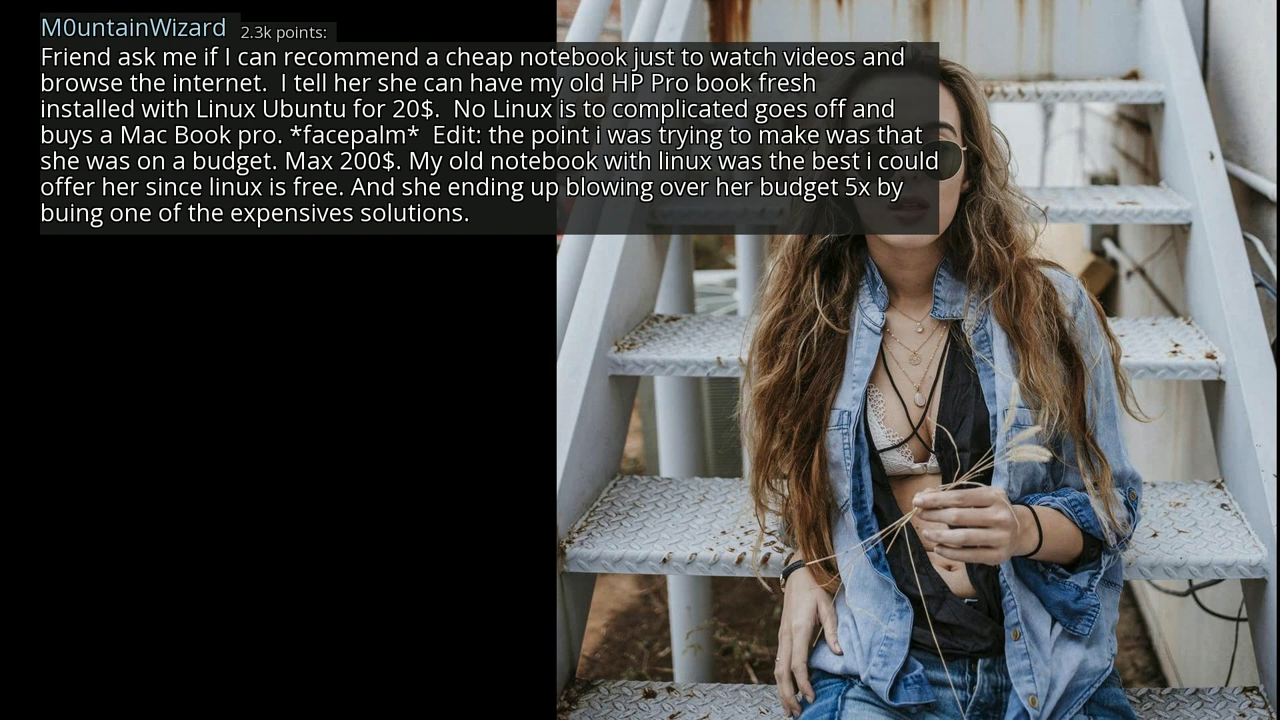 M0untainWizard 2.3k points:
Friend ask me if I can recommend a cheap notebook just to watch videos and
browse the internet.  I tell her she can have my old HP Pro book fresh
installed with Linux Ubuntu for 20$.  No Linux is to complicated goes off and
buys a Mac Book pro. *facepalm*  Edit: the point i was trying to make was that
she was on a budget. Max 200$. My old notebook with linux was the best i could
offer her since linux is free. And she ending up blowing over her budget 5x by
buing one of the expensives solutions.